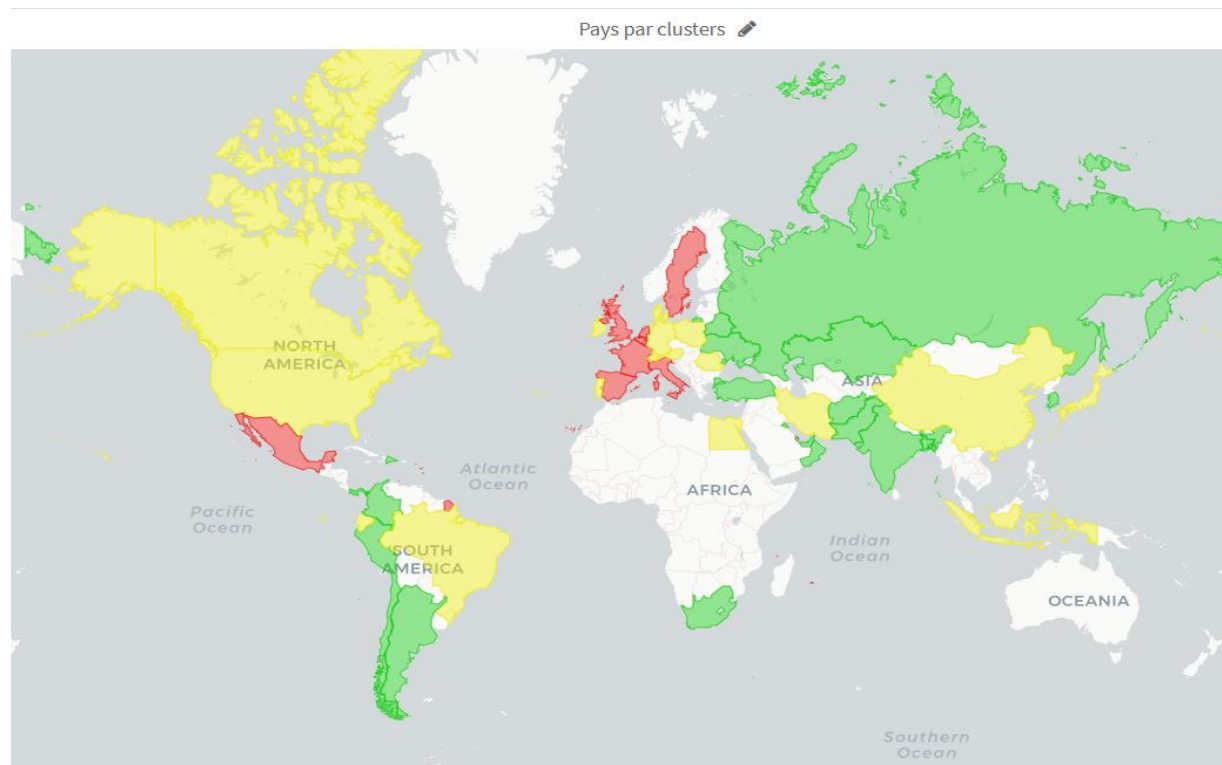 Pays par clusters
NORTH
AMERICA
ASIA
Atlantic
Ocean
AFRICA
Pacific
Ocean
SOUTH
AMERICA
Indian
Ocean
OCEANIA
Southern
Ocean